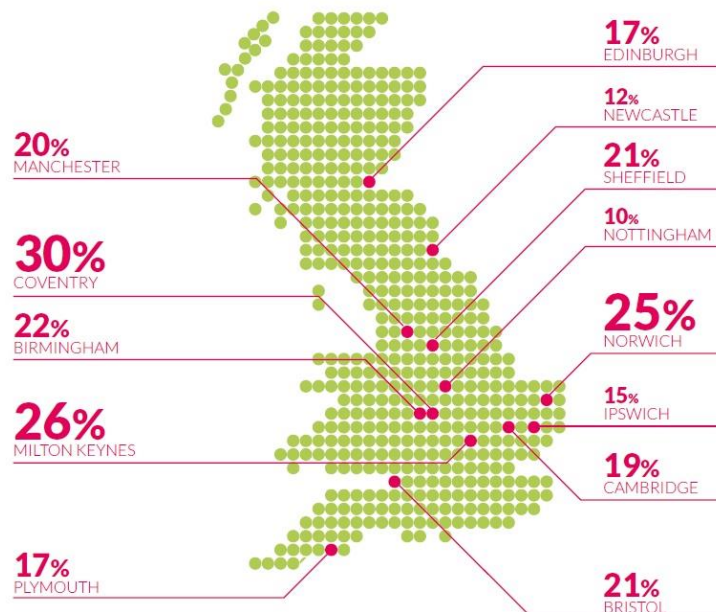 17%
EDINBURGH
12%
NEWCASTLE
20%
MANCHESTER
21%
SHEFFIELD
10%
NOTTINGHAM
30%
COVENTRY
25%
NORWICH
22%
BIRMINGHAM
15%
IPSWICH
26%
MILTON KEYNES
19%
CAMBRIDGE
17%
PLYMOUTH
21%
BRISTOL